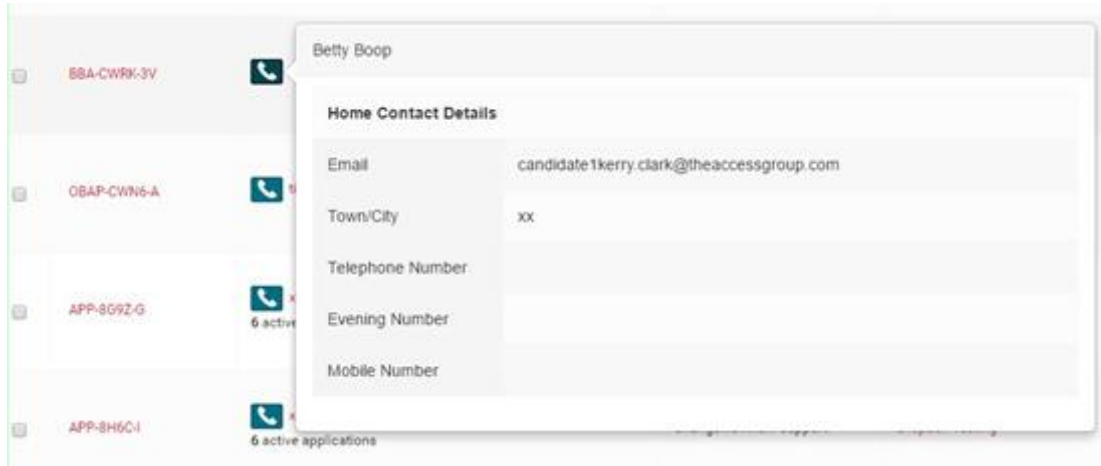 Betty Boop
BBA-CWRK-3V
Home Contact Details
Email candidate1kerry.clark@theaccessgroup.com
OBAP-CWN6-A
Town/City xx
Telephone Number
APP-8G9Z-G x
6 active
Evening Number
Mobile Number
APP-8H6C-I x
6 active applications